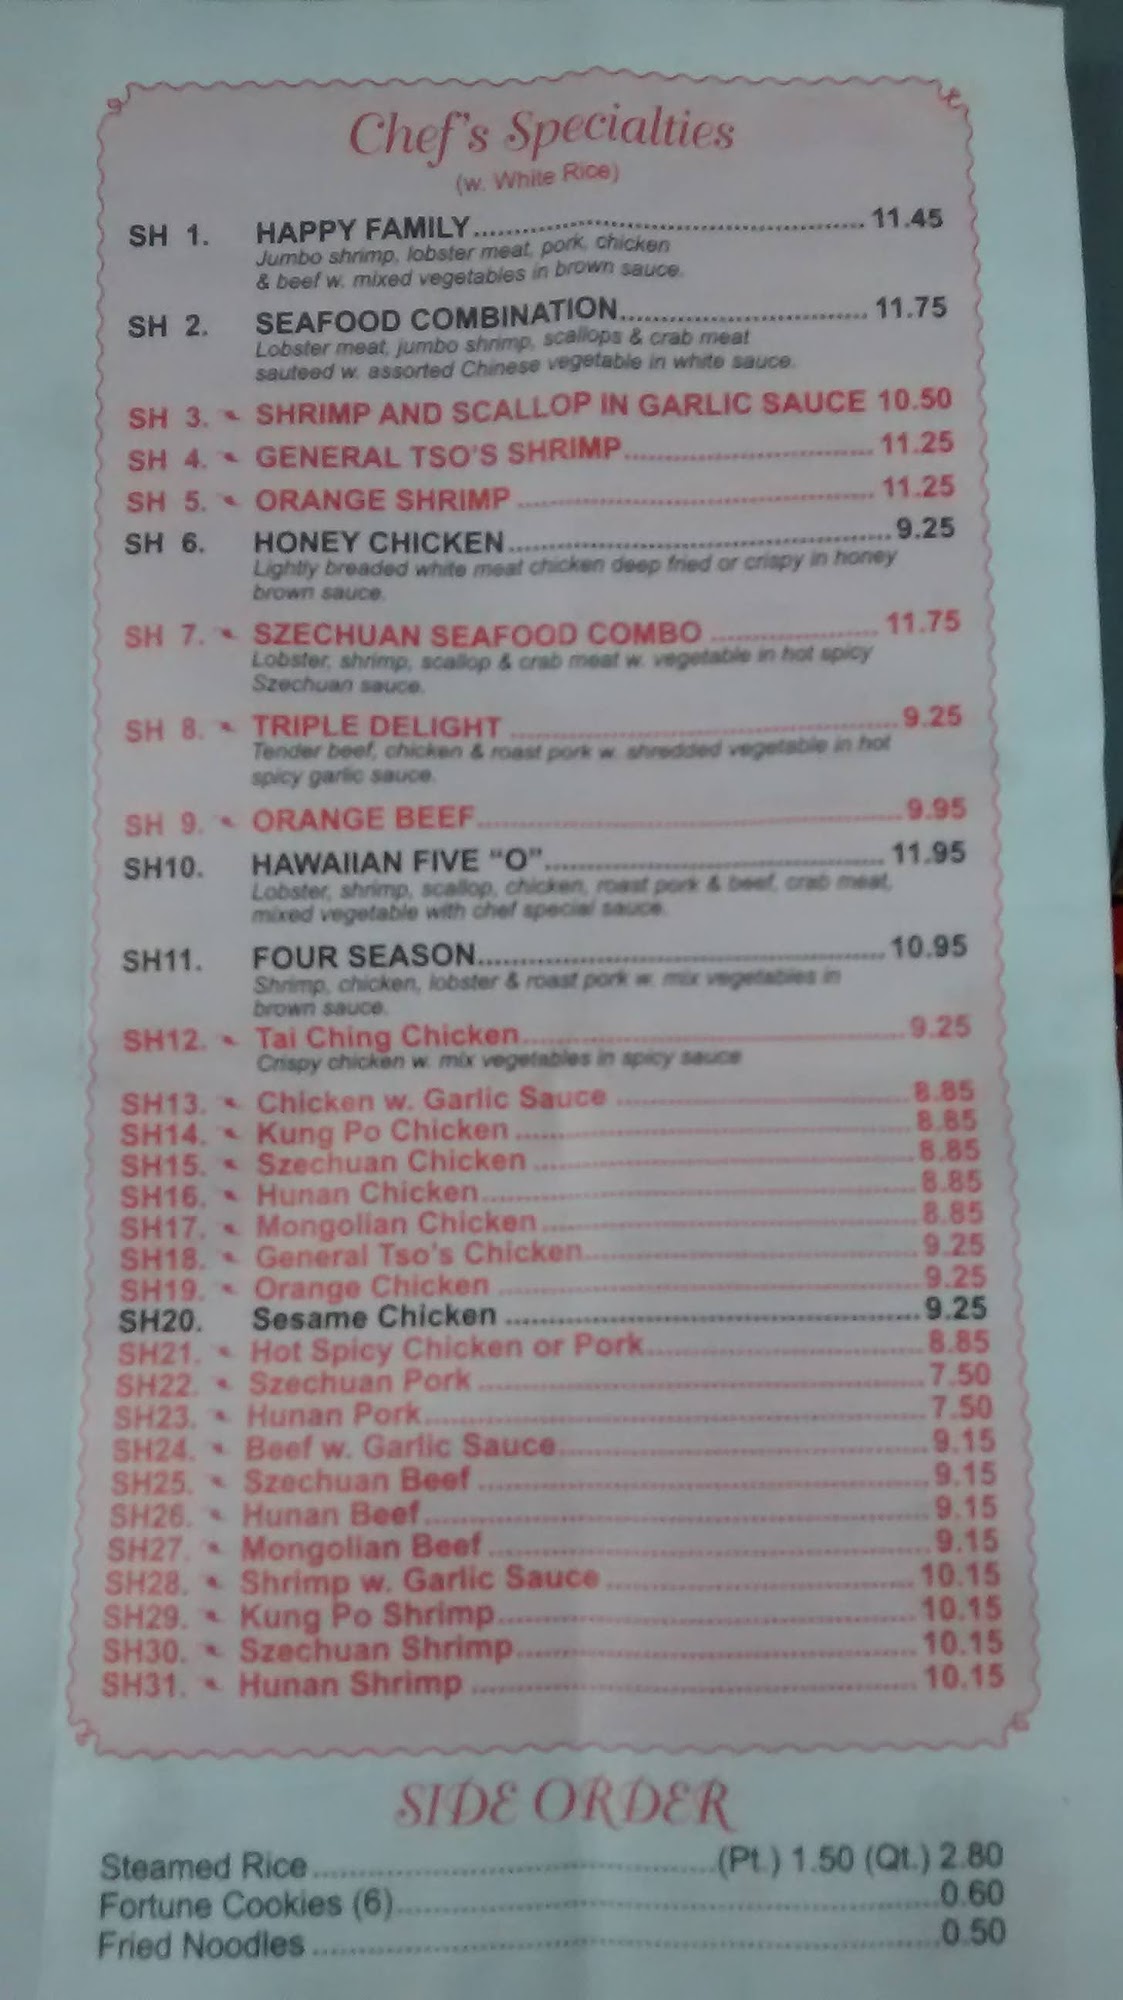 Chef's Specialties
(w. White Rice)
SH 1. HAPPY FAMILY 11.45
Jumbo shrimp, lobster meat, pork, chicken
& beef w. mixed vegetables in brown sauce.
SH 2. SEAFOOD COMBINATION 11.75
Lobster meat, jumbo shrimp, scallops & crab meat
sauteed w. assorted Chinese vegetable in white sauce.
SH 3. SHRIMP AND SCALLOP IN GARLIC SAUCE 10.50
SH 4. GENERAL TSO'S SHRIMP 11.25
SH 5. ORANGE SHRIMP 11.25
SH 6. HONEY CHICKEN 9.25
Lightly breaded white meat chicken deep fried or crispy in honey
brown sauce.
SH 7. SZECHUAN SEAFOOD COMBO 11.75
Lobster, shrimp, scallop & crab meat w. vegetable in hot spicy
Szechuan sauce.
SH 8. TRIPLE DELIGHT 9.25
Tender beef, chicken & roast pork w. shredded vegetable in hot
spicy garlic sauce.
SH 9. ORANGE BEEF 9.95
SH10. HAWAIIAN FIVE "O" 11.95
Lobster, shrimp, scallop, chicken, roast pork & beef, crab meat,
mixed vegetable with chef special sauce.
SH11. FOUR SEASON 10.95
Shrimp, chicken, lobster & roast pork w. mix vegetables in
brown sauce.
SH12. Tai Ching Chicken 9.25
Crispy chicken w. mix vegetables in spicy sauce
SH13. Chicken w. Garlic Sauce 8.85
SH14. Kung Po Chicken 8.85
SH15. Szechuan Chicken 8.85
SH16. Hunan Chicken 8.85
SH17. Mongolian Chicken 8.85
SH18. General Tso's Chicken 9.25
SH19. Orange Chicken 9.25
SH20. Sesame Chicken 9.25
SH21. Hot Spicy Chicken or Pork 8.85
SH22. Szechuan Pork 7.50
SH23. Hunan Pork 7.50
SH24. Beef w. Garlic Sauce 9.15
SH25. Szechuan Beef 9.15
SH26. Hunan Beef 9.15
SH27. Mongolian Beef 9.15
SH28. Shrimp w. Garlic Sauce 10.15
SH29. Kung Po Shrimp 10.15
SH30. Szechuan Shrimp 10.15
SH31. Hunan Shrimp 10.15
SIDE ORDER
Steamed Rice (Pt.) 1.50 (Qt.) 2.80
Fortune Cookies (6) 0.60
Fried Noodles 0.50